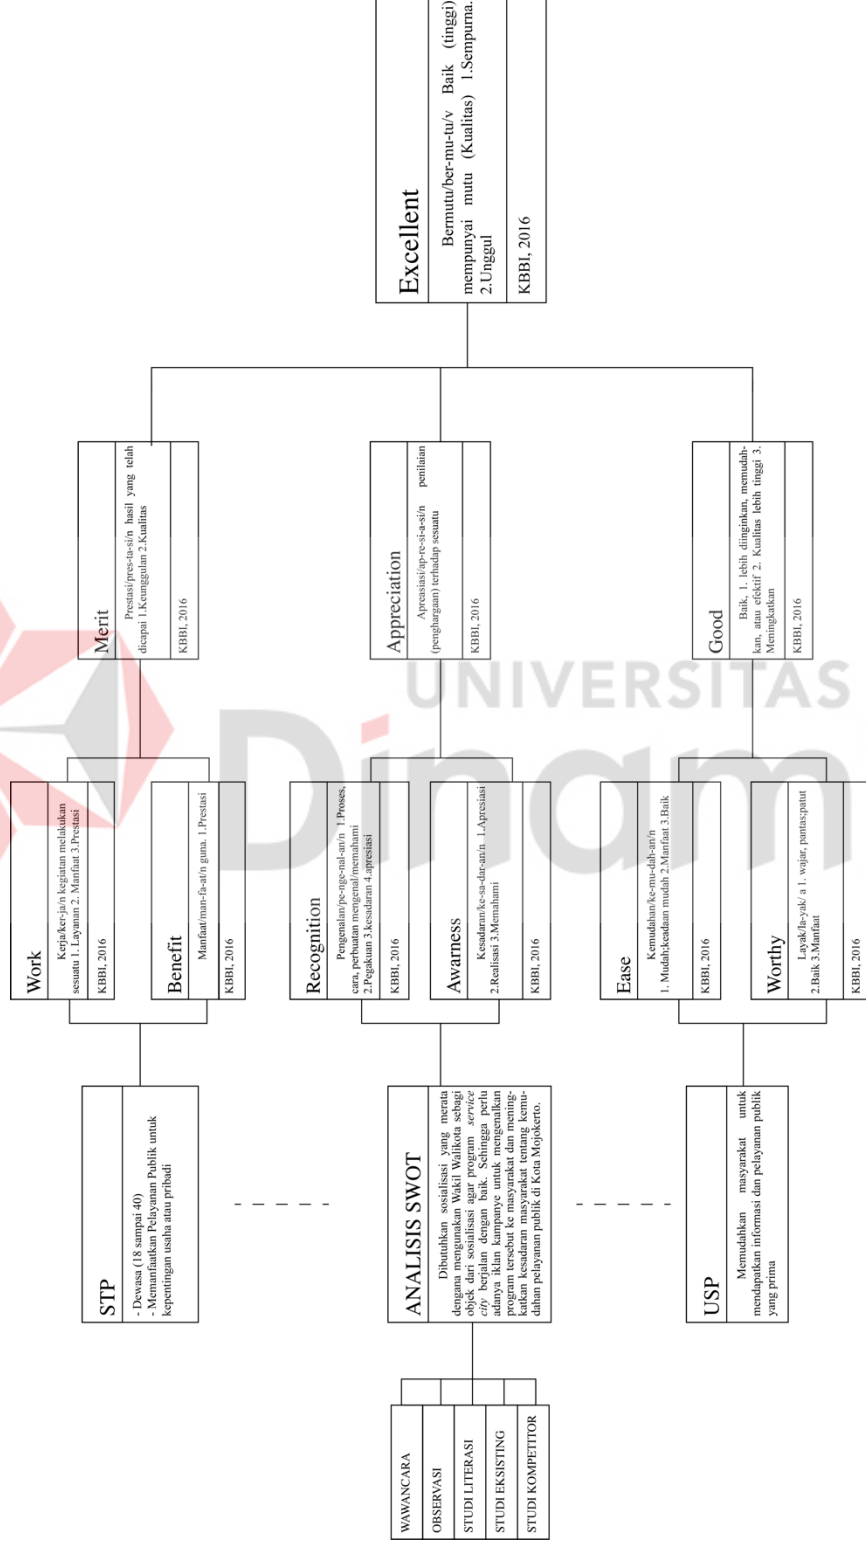 WAWANCARA
OBSERVASI
STUDI LITERASI
STUDI EKSISTING
STUDI KOMPETITOR
STP
- Dewasa (18 sampai 40)
- Memanfaatkan Pelayanan Publik untuk
kepentingan usaha atau pribadi
ANALISIS SWOT
Dibutuhkan sosialisasi yang merata
dengana mengunakan Wakil Walikota sebagi
objek dari sosialisasi agar program service
city berjalan dengan baik. Sehingga perlu
adanya iklan kampanye untuk mengenalkan
program tersebut ke masyarakat dan mening-
katkan kesadaran masyarakat tentang kemu-
dahan pelayanan publik di Kota Mojokerto.
USP
Memudahkan masyarakat untuk
mendapatkan informasi dan pelayanan publik
yang prima
Work
Kerja/ker-ja/n kegiatan melakukan
sesuatu 1. Layanan 2. Manfaat 3.Prestasi
KBBI, 2016
Benefit
Manfaat/man-fa-at/n guna. 1.Prestasi
KBBI, 2016
Recognition
Pengenalan/pe-nge-nal-an/n 1.Proses,
cara, perbuatan mengenal/memahami
2.Pegakuan 3.kesadaran 4.apresiasi
KBBI, 2016
Awarness
Kesadaran/ke-sa-dar-an/n 1.Apresiasi
2.Realisasi 3.Memahami
KBBI, 2016
Ease
Kemudahan/ke-mu-dah-an/n
1. Mudah;keadaan mudah 2.Manfaat 3.Baik
KBBI, 2016
Worthy
Layak/la-yak/ a 1. wajar, pantas;patut
2.Baik 3.Manfaat
KBBI, 2016
Merit
Prestasi/pres-ta-si/n hasil yang telah
dicapai 1.Keunggulan 2.Kualitas
KBBI, 2016
Appreciation
Apreasiasi/ap-re-si-a-si/n penilaian
(penghargaan) terhadap sesuatu
KBBI, 2016
Good
Baik, 1. lebih diinginkan, memudah-
kan, atau efektif 2. Kualitas lebih tinggi 3.
Meningkatkan
KBBI, 2016
Excellent
Bermutu/ber-mu-tu/v Baik (tinggi)
mempunyai mutu (Kualitas) 1.Sempurna.
2.Unggul
KBBI, 2016
UNIVERSITAS
Dinam